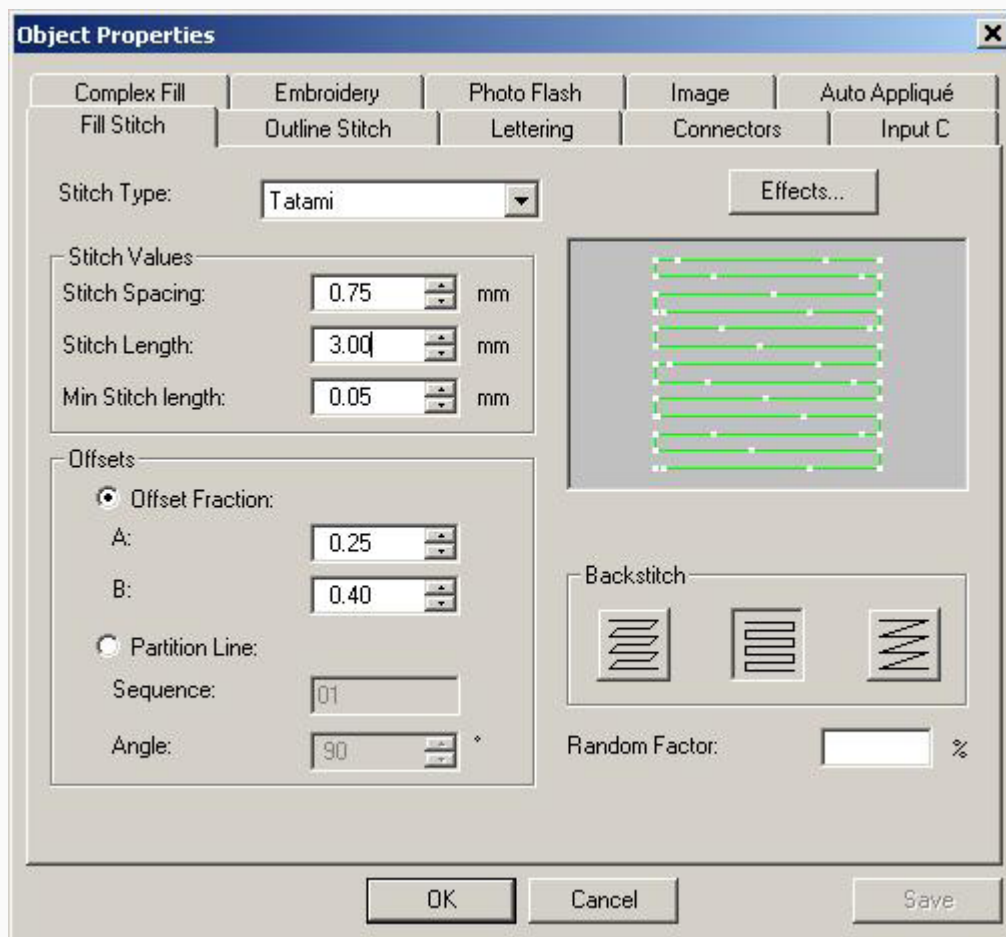 Object Properties
Complex Fill Embroidery Photo Flash Image Auto Appliqué
Fill Stitch Outline Stitch Lettering Connectors Input C
Stitch Type: Tatami Effects...
Stitch Values
Stitch Spacing: 0.75 mm
Stitch Length: 3.00 mm
Min Stitch length: 0.05 mm
Offsets
Offset Fraction:
A: 0.25
B: 0.40
Backstitch
Partition Line:
Sequence: 01
Angle: 90 °
Random Factor: %
OK Cancel Save